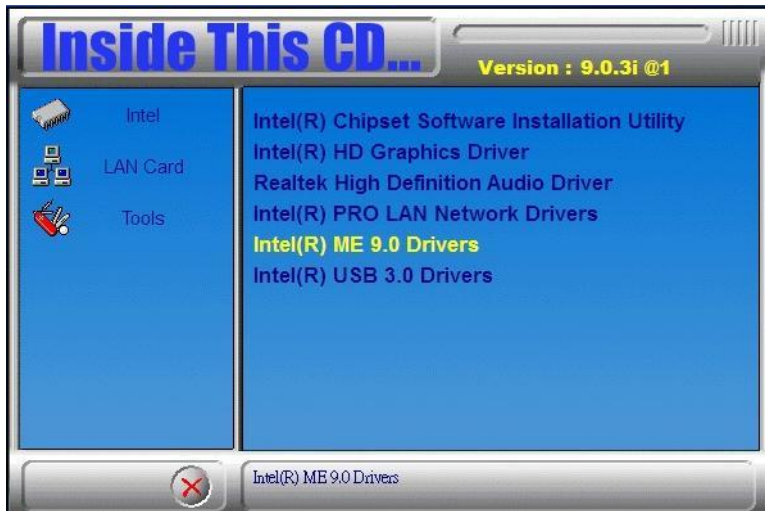 Inside This CD...
Version : 9.0.3i @1
Intel
LAN Card
Tools
Intel(R) Chipset Software Installation Utility
Intel(R) HD Graphics Driver
Realtek High Definition Audio Driver
Intel(R) PRO LAN Network Drivers
Intel(R) ME 9.0 Drivers
Intel(R) USB 3.0 Drivers
Intel(R) ME 9.0 Drivers